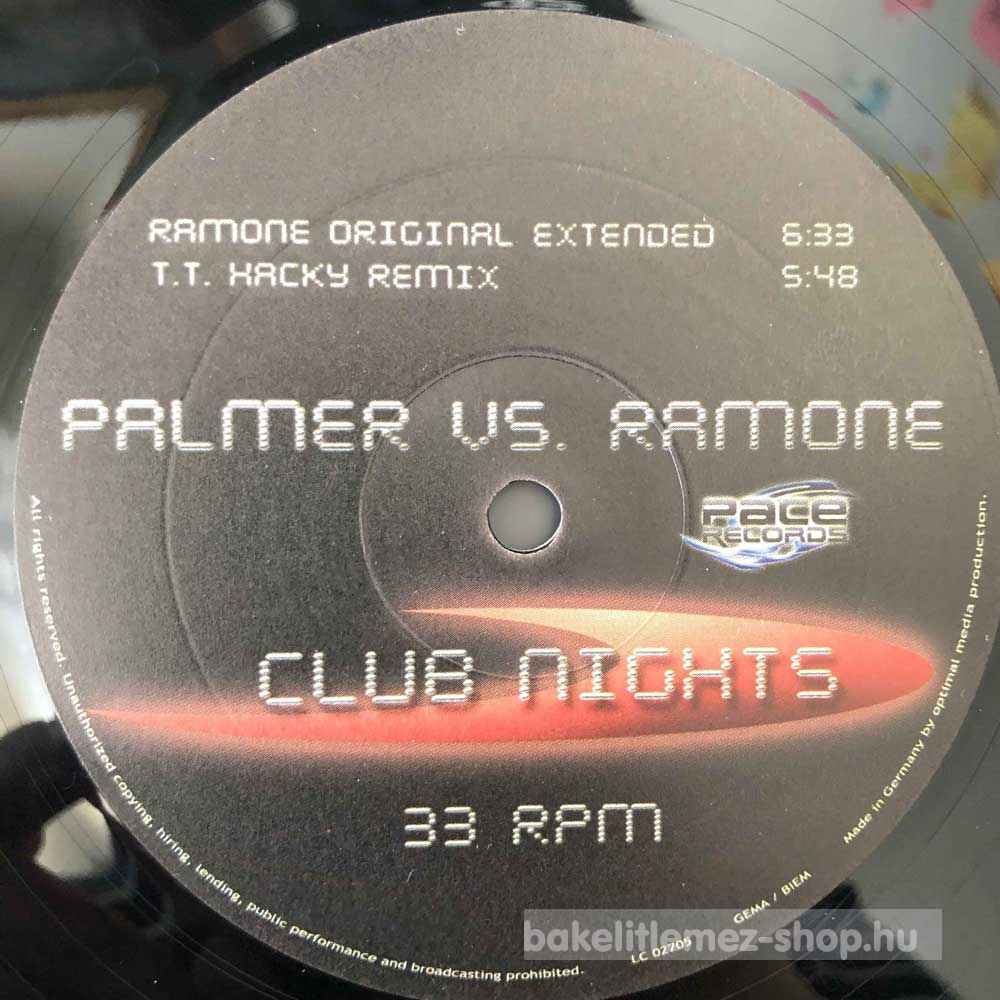 RAMONE ORIGINAL EXTENDED 6:33
T.T. HACKY REMIX 5:48
PALMER VS. RAMONE
Pace
RECORDS
CLUB NIGHTS
33 RPM
All rights reserved. Unauthorized copying, hiring, lending, public performance and broadcasting prohibited.
LC 02205
GEMA / BIEM
Made in Germany by optimal media production.
bakelitlemez-shop.hu